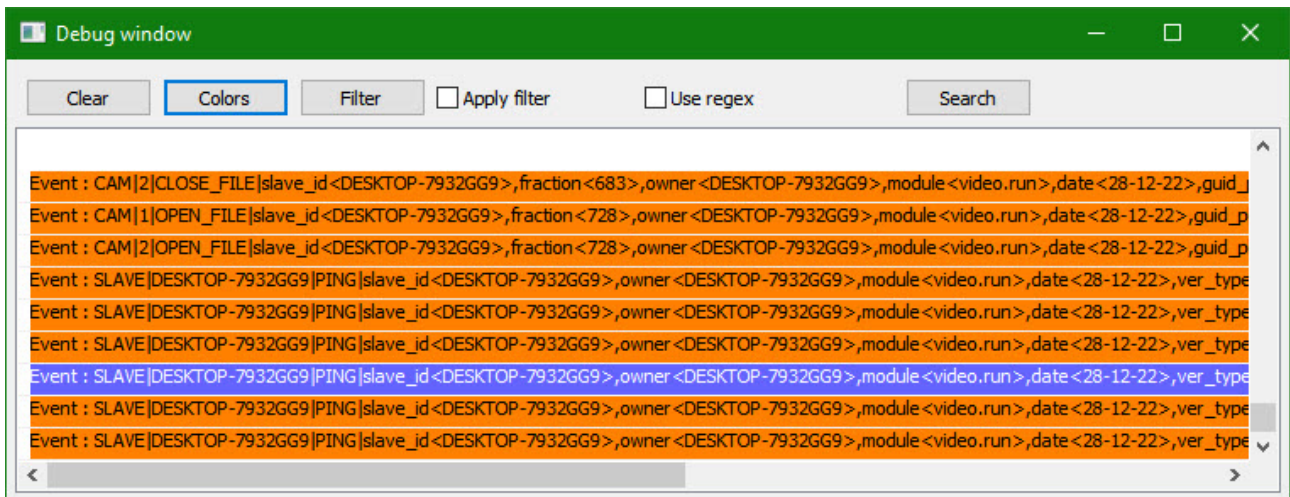 Debug window
Clear Colors Filter Apply filter Use regex Search
Event : CAM|2|CLOSE_FILE|slave_id<DESKTOP-7932GG9>,fraction<683>,owner<DESKTOP-7932GG9>,module<video.run>,date<28-12-22>,guid_
Event : CAM|1|OPEN_FILE|slave_id<DESKTOP-7932GG9>,fraction<728>,owner<DESKTOP-7932GG9>,module<video.run>,date<28-12-22>,guid_p
Event : CAM|2|OPEN_FILE|slave_id<DESKTOP-7932GG9>,fraction<728>,owner<DESKTOP-7932GG9>,module<video.run>,date<28-12-22>,guid_p
Event : SLAVE|DESKTOP-7932GG9|PING|slave_id<DESKTOP-7932GG9>,owner<DESKTOP-7932GG9>,module<video.run>,date<28-12-22>,ver_type
Event : SLAVE|DESKTOP-7932GG9|PING|slave_id<DESKTOP-7932GG9>,owner<DESKTOP-7932GG9>,module<video.run>,date<28-12-22>,ver_type
Event : SLAVE|DESKTOP-7932GG9|PING|slave_id<DESKTOP-7932GG9>,owner<DESKTOP-7932GG9>,module<video.run>,date<28-12-22>,ver_type
Event : SLAVE|DESKTOP-7932GG9|PING|slave_id<DESKTOP-7932GG9>,owner<DESKTOP-7932GG9>,module<video.run>,date<28-12-22>,ver_type
Event : SLAVE|DESKTOP-7932GG9|PING|slave_id<DESKTOP-7932GG9>,owner<DESKTOP-7932GG9>,module<video.run>,date<28-12-22>,ver_type
Event : SLAVE|DESKTOP-7932GG9|PING|slave_id<DESKTOP-7932GG9>,owner<DESKTOP-7932GG9>,module<video.run>,date<28-12-22>,ver_type